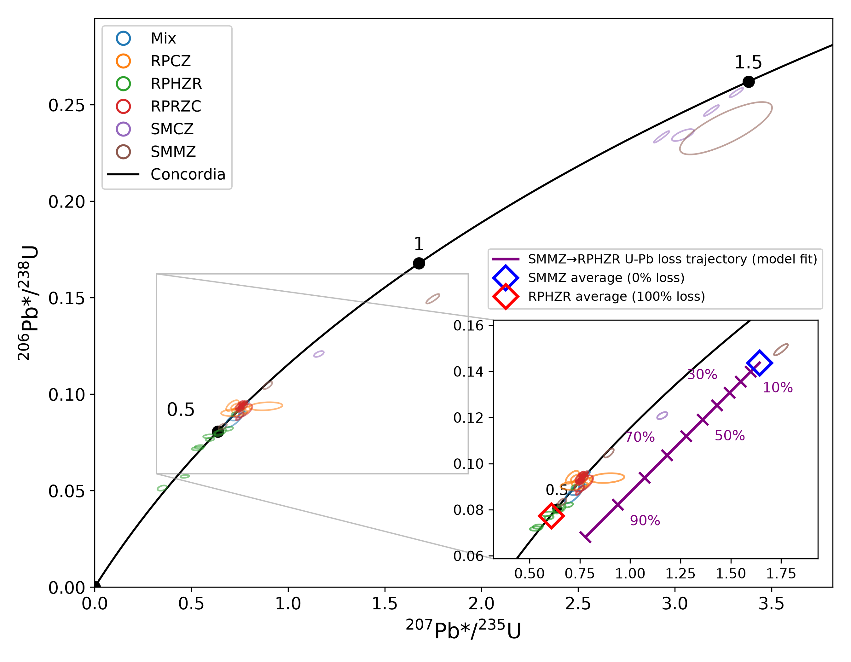 Mix
RPCZ
RPHZR
RPRZC
SMCZ
SMMZ
Concordia
1.5
1
0.5
0.25
0.20
0.15
0.10
0.05
0.00
²⁰⁶Pb*/²³⁸U
0.0
0.5
1.0
1.5
2.0
2.5
3.0
3.5
²⁰⁷Pb*/²³⁵U
SMMZ→RPHZR U-Pb loss trajectory (model fit)
SMMZ average (0% loss)
RPHZR average (100% loss)
0.16
0.14
0.12
0.10
0.08
0.06
30%
10%
70%
50%
0.5
90%
0.50
0.75
1.00
1.25
1.50
1.75